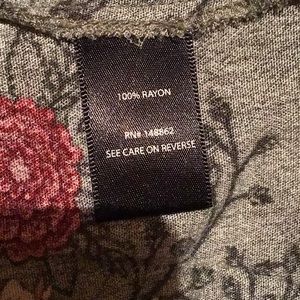 100% RAYON
RN# 148862
SEE CARE ON REVERSE